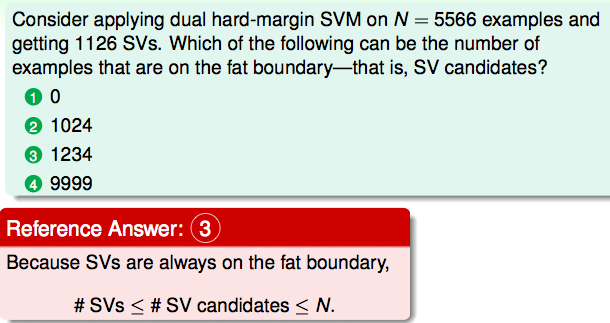 Consider applying dual hard-margin SVM on N = 5566 examples and
getting 1126 SVs. Which of the following can be the number of
examples that are on the fat boundary—that is, SV candidates?
1 0
2 1024
3 1234
4 9999
Reference Answer: 3
Because SVs are always on the fat boundary,
# SVs ≤ # SV candidates ≤ N.